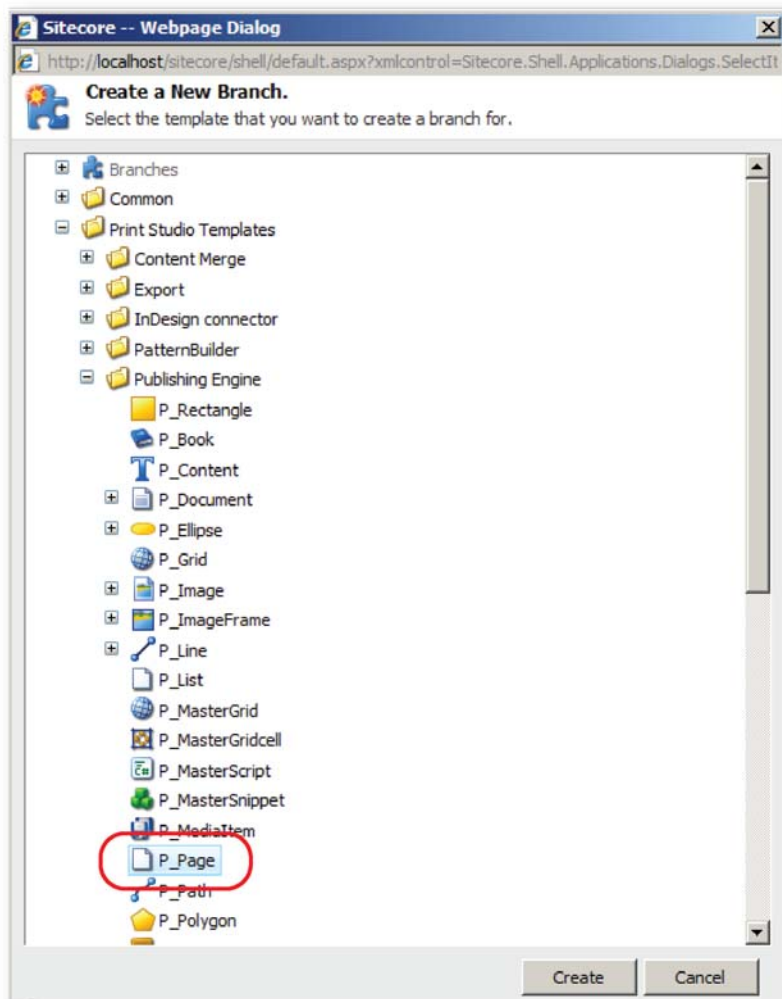 Sitecore -- Webpage Dialog
http://localhost/sitecore/shell/default.aspx?xmlcontrol=Sitecore.Shell.Applications.Dialogs.SelectIt
Create a New Branch.
Select the template that you want to create a branch for.
Branches
Common
Print Studio Templates
Content Merge
Export
InDesign connector
PatternBuilder
Publishing Engine
P_Rectangle
P_Book
P_Content
P_Document
P_Ellipse
P_Grid
P_Image
P_ImageFrame
P_Line
P_List
P_MasterGrid
P_MasterGridcell
P_MasterScript
P_MasterSnippet
P_MediaItem
P_Page
P_Path
P_Polygon
Create Cancel